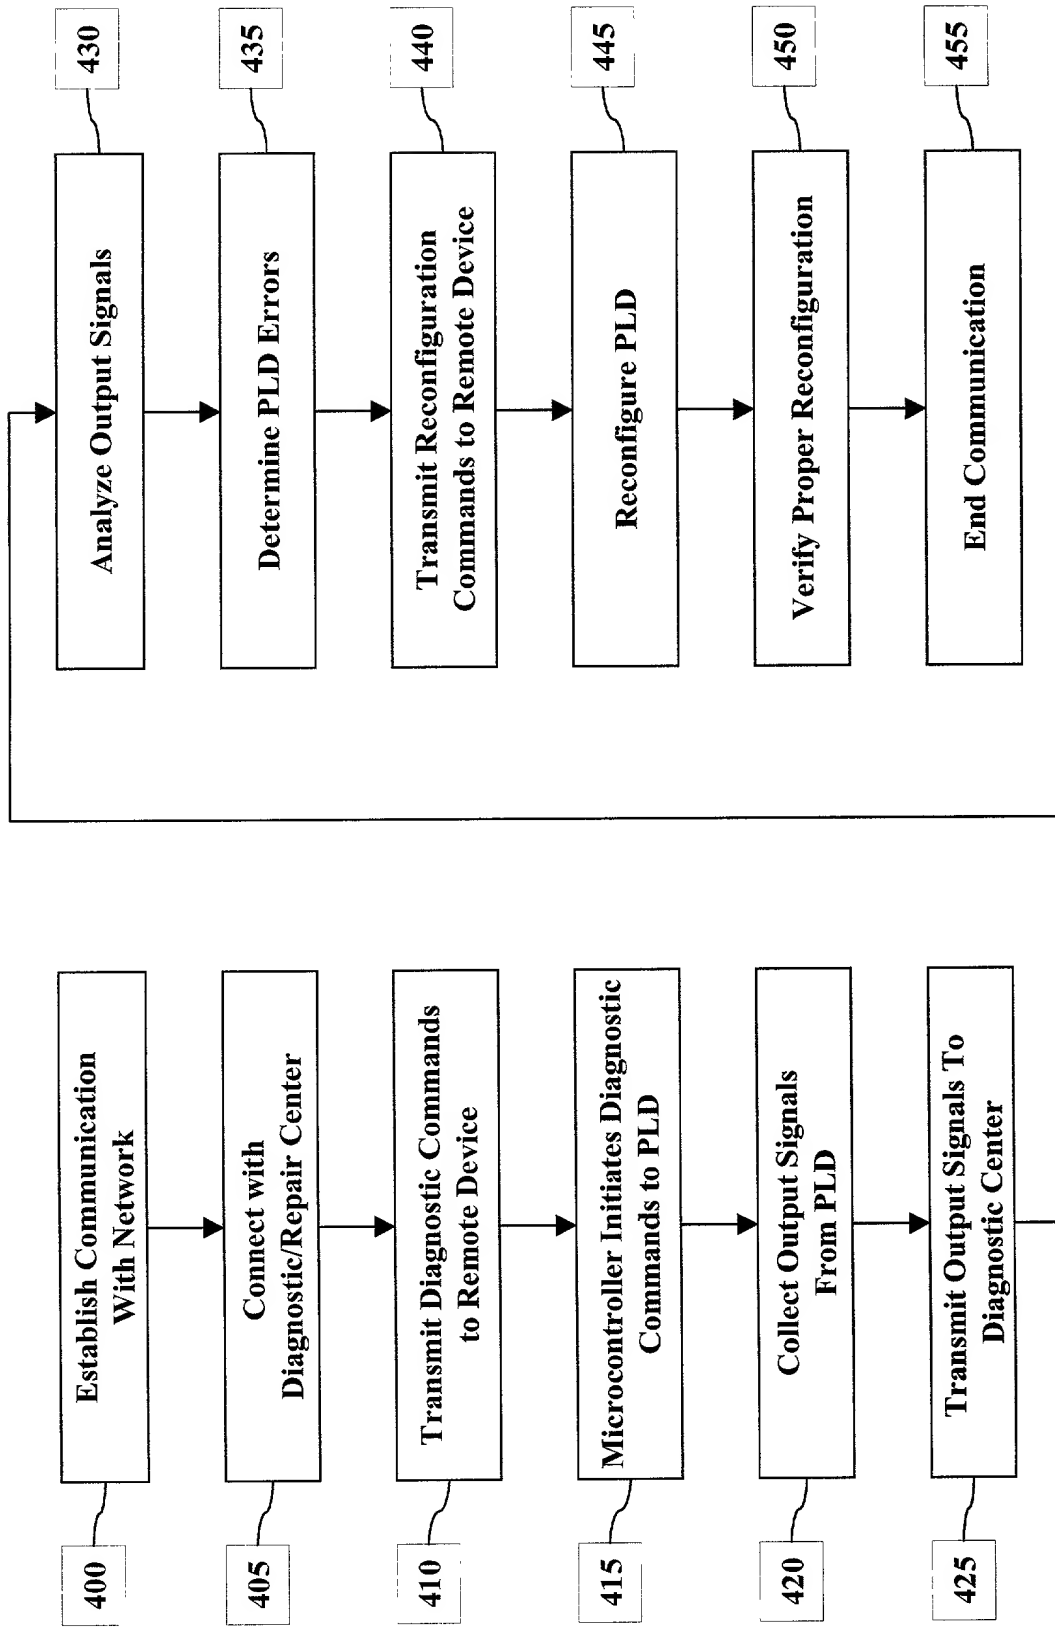 400
Establish Communication
With Network
405
Connect with
Diagnostic/Repair Center
410
Transmit Diagnostic Commands
to Remote Device
415
Microcontroller Initiates Diagnostic
Commands to PLD
420
Collect Output Signals
From PLD
425
Transmit Output Signals To
Diagnostic Center
430
Analyze Output Signals
435
Determine PLD Errors
440
Transmit Reconfiguration
Commands to Remote Device
445
Reconfigure PLD
450
Verify Proper Reconfiguration
455
End Communication